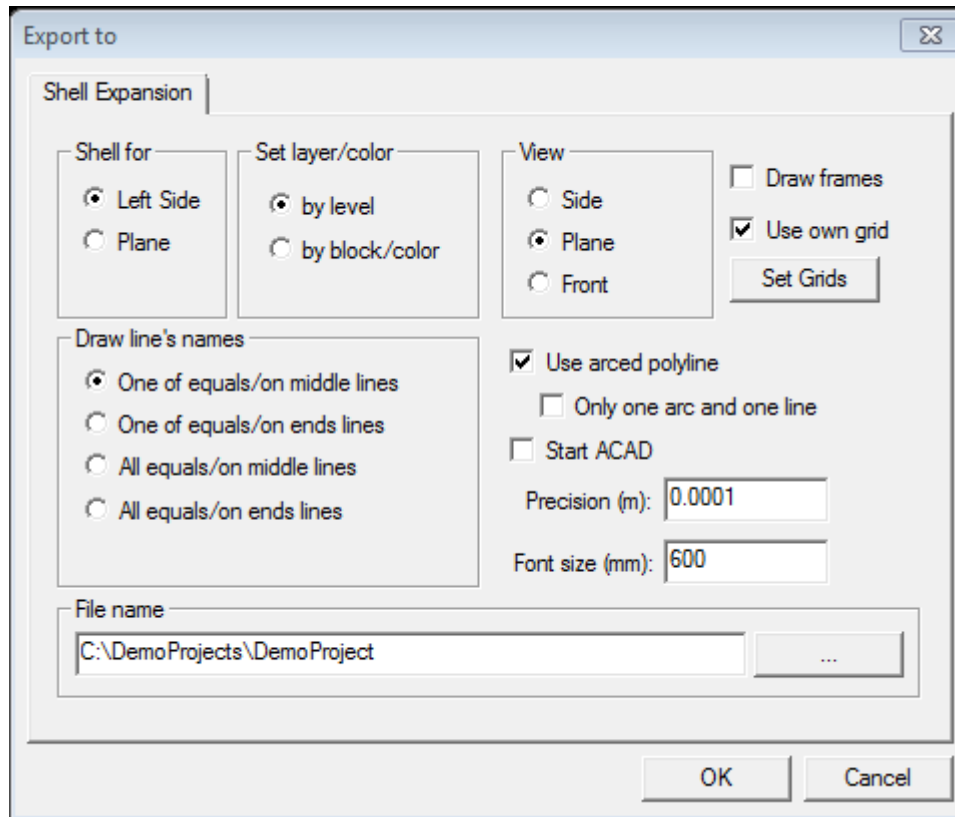 Export to
Shell Expansion
Shell for
Left Side
Plane
Set layer/color
by level
by block/color
View
Side
Plane
Front
Draw frames
Use own grid
Set Grids
Draw line's names
One of equals/on middle lines
One of equals/on ends lines
All equals/on middle lines
All equals/on ends lines
Use arced polyline
Only one arc and one line
Start ACAD
Precision (m): 0.0001
Font size (mm): 600
File name
C:\DemoProjects\DemoProject
...
OK
Cancel